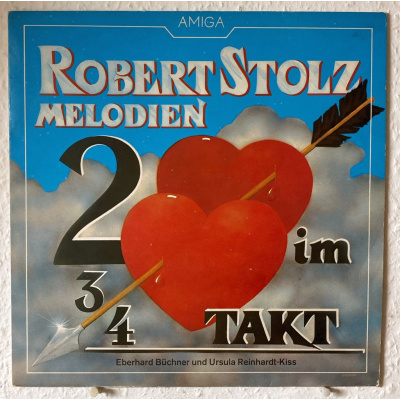 AMIGA
ROBERT STOLZ
MELODIEN
2
im
3
4
TAKT
Eberhard Büchner und Ursula Reinhardt-Kiss